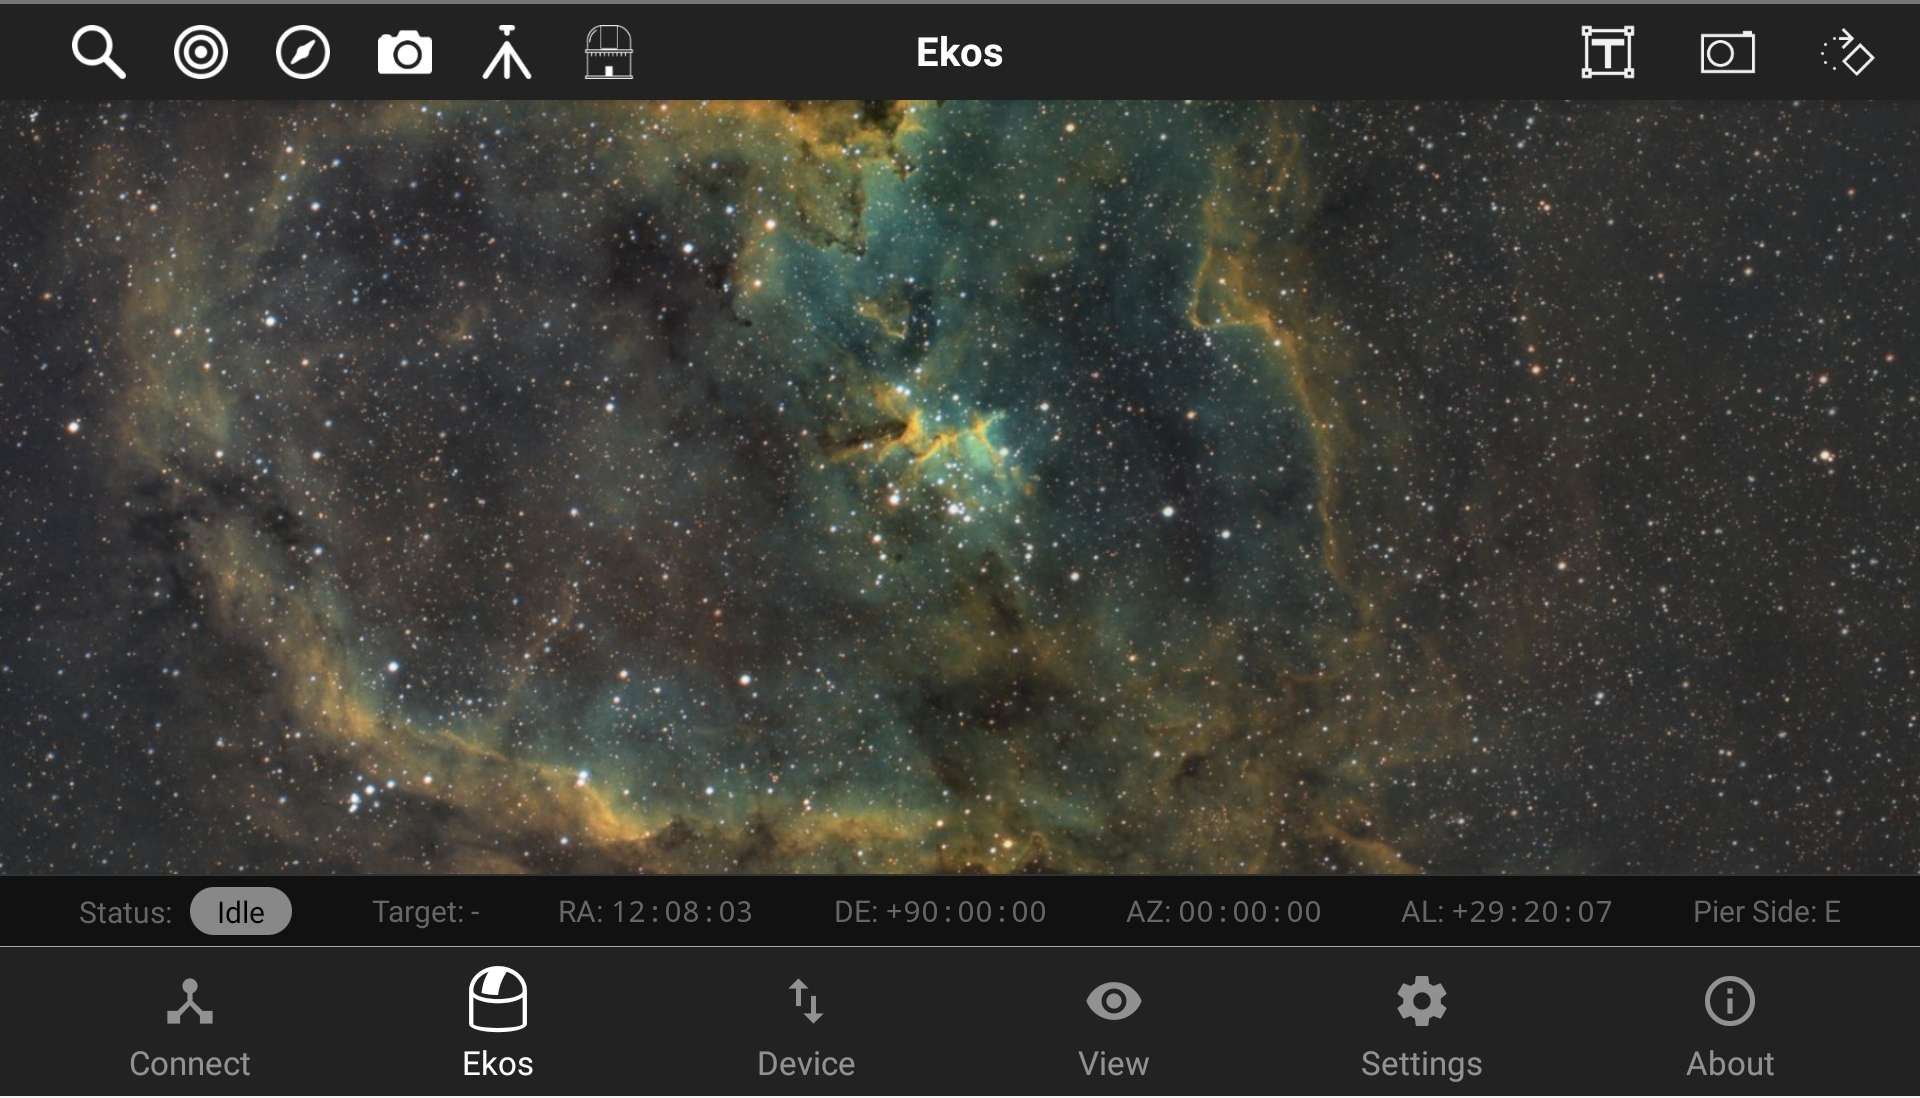 Ekos
Status: Idle Target: - RA: 12:08:03 DE: +90:00:00 AZ: 00:00:00 AL: +29:20:07 Pier Side: E
Connect Ekos Device View Settings About